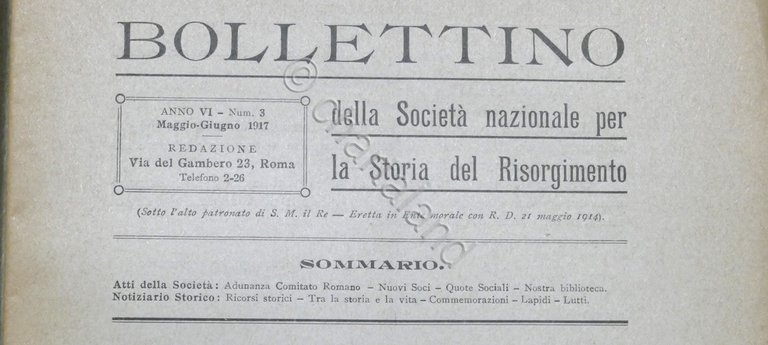 BOLLETTINO
ANNO VI - Num. 3
Maggio-Giugno 1917
REDAZIONE
Via del Gambero 23, Roma
Telefono 2-26
della Società nazionale per
la Storia del Risorgimento
(Sotto l'alto patronato di S. M. il Re — Eretta in Ente morale con R. D. 21 maggio 1914).
SOMMARIO.
Atti della Società: Adunanza Comitato Romano - Nuovi Soci - Quote Sociali - Nostra biblioteca.
Notiziario Storico: Ricorsi storici - Tra la storia e la vita - Commemorazioni - Lapidi - Lutti.
© Chartaland